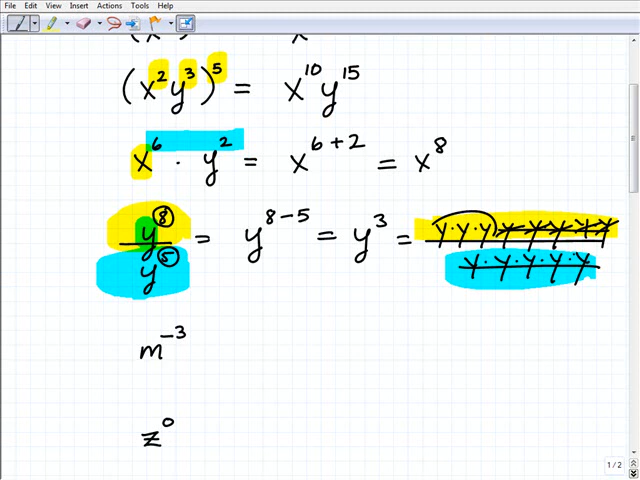 File Edit View Insert Actions Tools Help
(x²y³)⁵ = x¹⁰y¹⁵
x⁶ · y² = x⁶⁺² = x⁸
y⁸/y⁵ = y⁸⁻⁵ = y³ = y·y·y y·y·y·y·y/y·y·y·y·y
m⁻³
z⁰
1/2